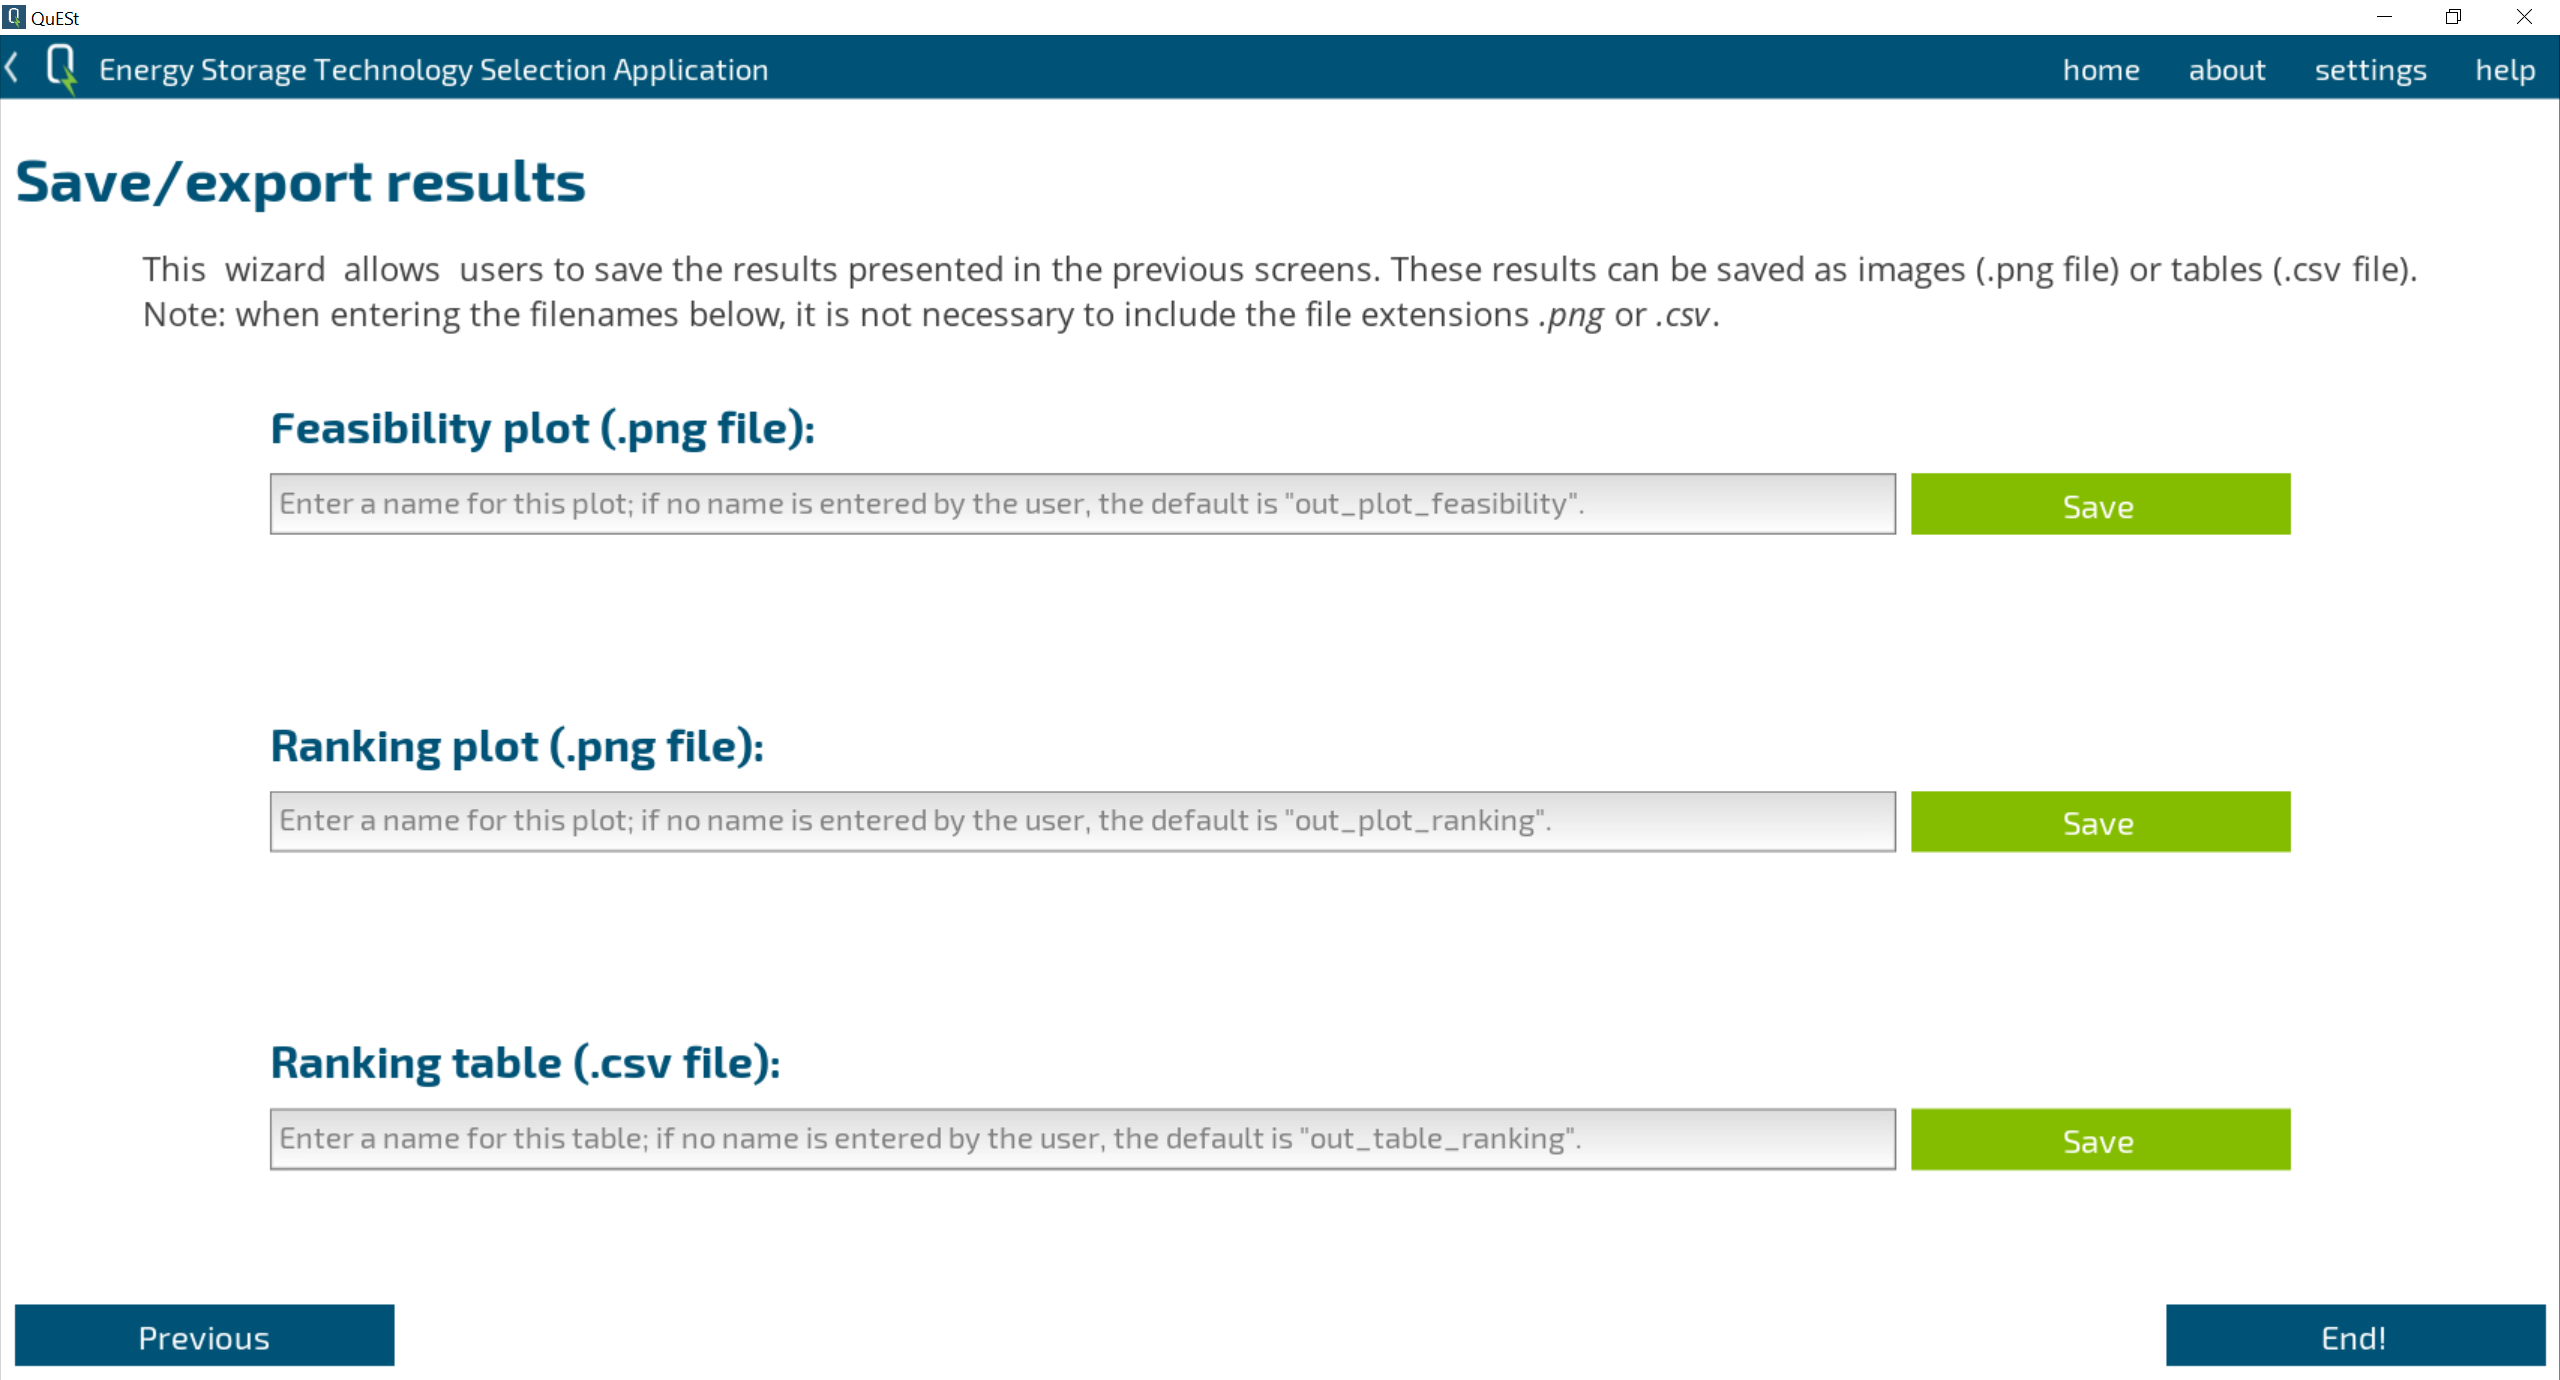 QuESt
Energy Storage Technology Selection Application
home about settings help
Save/export results
This wizard allows users to save the results presented in the previous screens. These results can be saved as images (.png file) or tables (.csv file).
Note: when entering the filenames below, it is not necessary to include the file extensions .png or .csv.
Feasibility plot (.png file):
Enter a name for this plot; if no name is entered by the user, the default is "out_plot_feasibility".
Save
Ranking plot (.png file):
Enter a name for this plot; if no name is entered by the user, the default is "out_plot_ranking".
Save
Ranking table (.csv file):
Enter a name for this table; if no name is entered by the user, the default is "out_table_ranking".
Save
Previous
End!